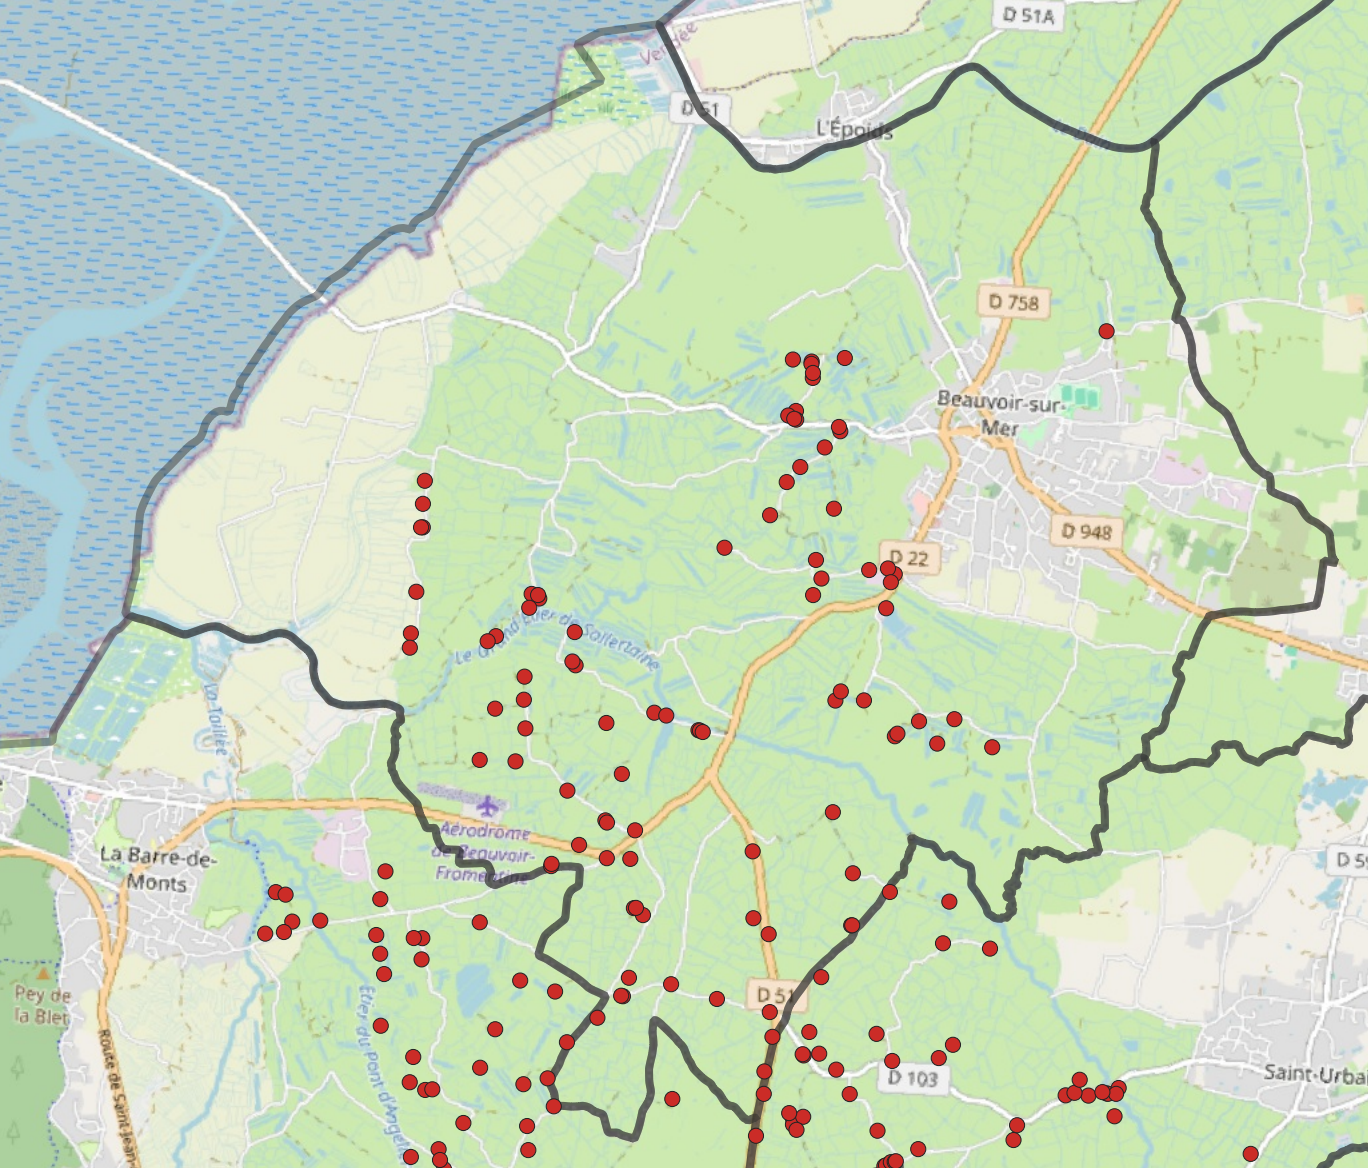 D 51A
Vendée
D 51
L'Époids
D 758
Beauvoir-sur-
Mer
D 948
D 22
Le Grand Étier de Sallertaine
La Taillée
Aérodrome
de Beauvoir-
Fromentine
La Barre-de-
Monts
D 59
Pey de
la Blet
D 51
Étier du Pont d'Angle
Route de Saint-Jean
D 103
Saint-Urbai